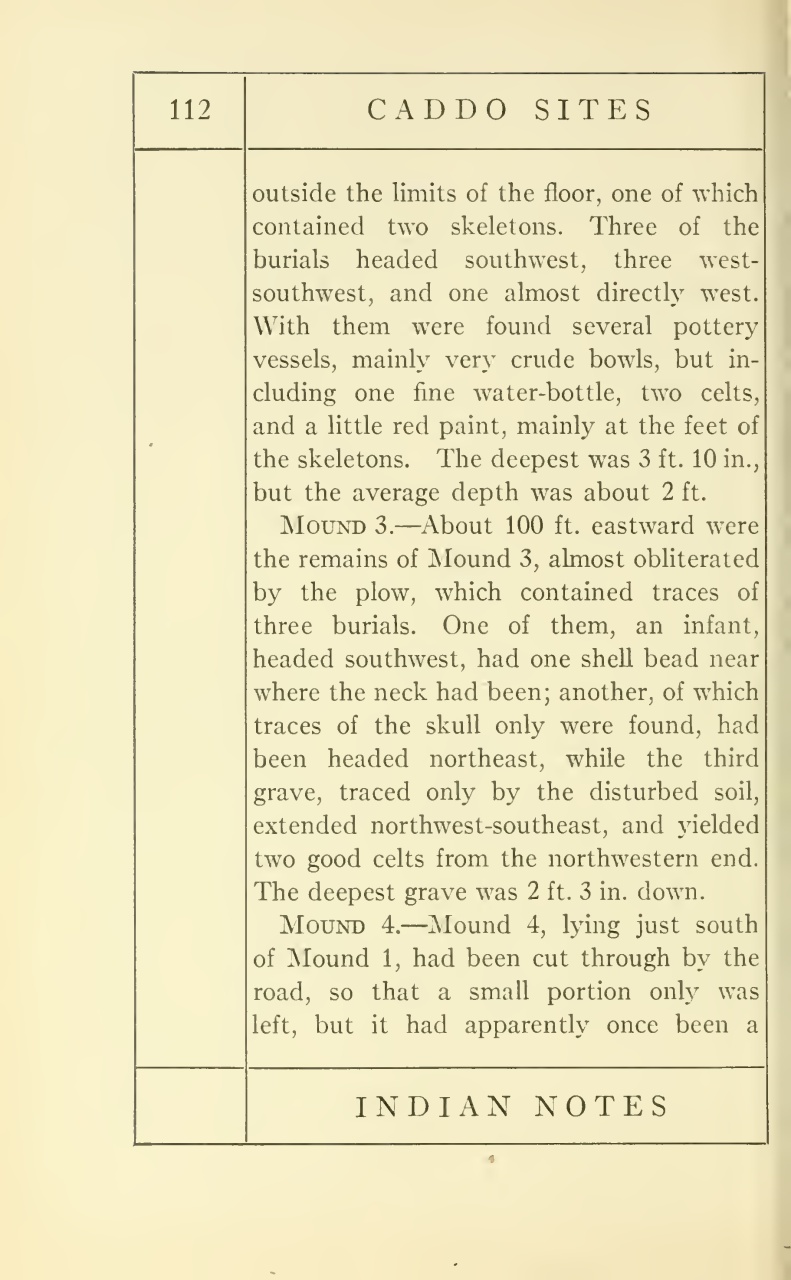 112
CADDO SITES
outside the limits of the floor, one of which
contained two skeletons. Three of the
burials headed southwest, three west-
southwest, and one almost directly west.
With them were found several pottery
vessels, mainly very crude bowls, but in-
cluding one fine water-bottle, two celts,
and a little red paint, mainly at the feet of
the skeletons. The deepest was 3 ft. 10 in.,
but the average depth was about 2 ft.
MOUND 3.—About 100 ft. eastward were
the remains of Mound 3, almost obliterated
by the plow, which contained traces of
three burials. One of them, an infant,
headed southwest, had one shell bead near
where the neck had been; another, of which
traces of the skull only were found, had
been headed northeast, while the third
grave, traced only by the disturbed soil,
extended northwest-southeast, and yielded
two good celts from the northwestern end.
The deepest grave was 2 ft. 3 in. down.
MOUND 4.—Mound 4, lying just south
of Mound 1, had been cut through by the
road, so that a small portion only was
left, but it had apparently once been a
INDIAN NOTES